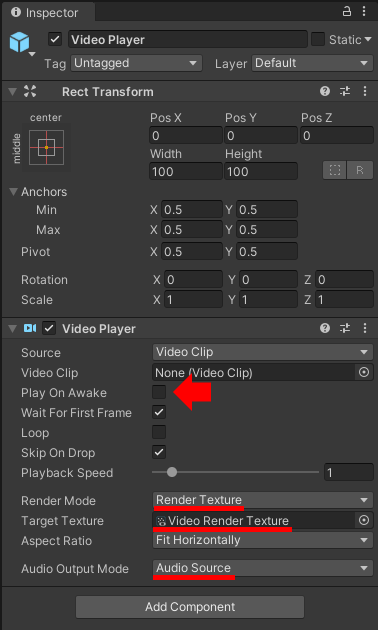 Inspector
Video Player
Static
Tag Untagged Layer Default
Rect Transform
center
middle
Pos X Pos Y Pos Z
0 0 0
Width Height
100 100
R
Anchors
Min X 0.5 Y 0.5
Max X 0.5 Y 0.5
Pivot X 0.5 Y 0.5
Rotation X 0 Y 0 Z 0
Scale X 1 Y 1 Z 1
Video Player
Source Video Clip
Video Clip None (Video Clip)
Play On Awake
Wait For First Frame
Loop
Skip On Drop
Playback Speed 1
Render Mode Render Texture
Target Texture Video Render Texture
Aspect Ratio Fit Horizontally
Audio Output Mode Audio Source
Add Component